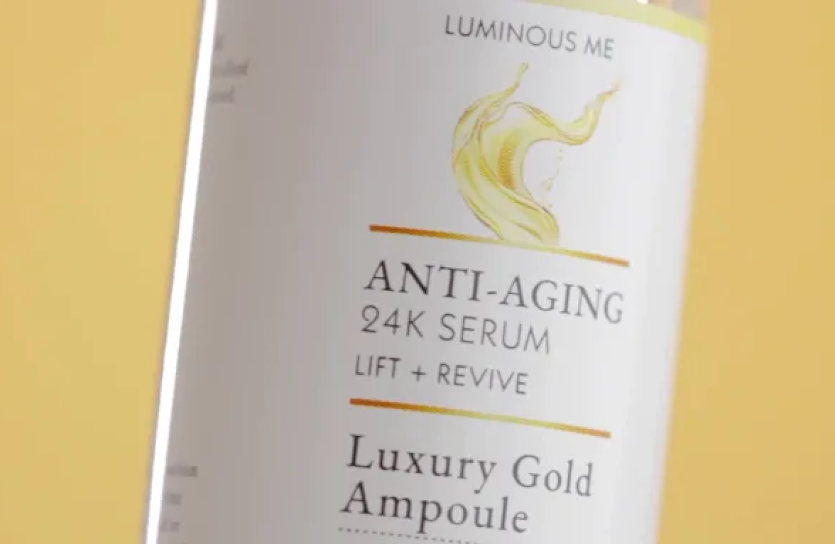 LUMINOUS ME
ANTI-AGING
24K SERUM
LIFT + REVIVE
Luxury Gold
Ampoule